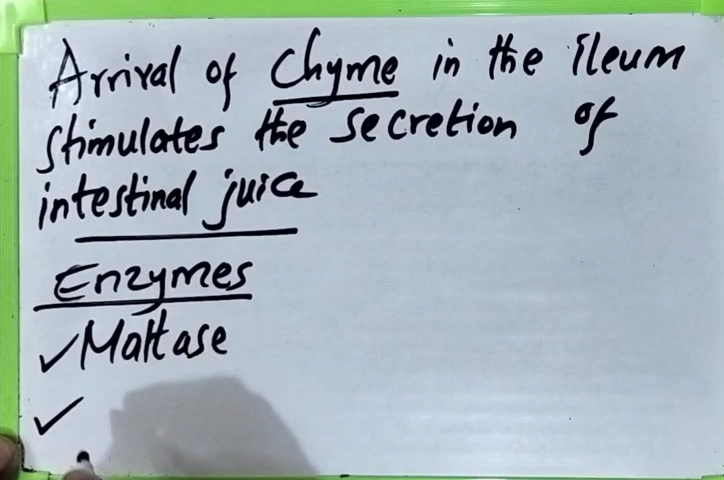 Arrival of Chyme in the ileum
stimulates the secretion of
intestinal juice
Enzymes
✓ Maltase
✓